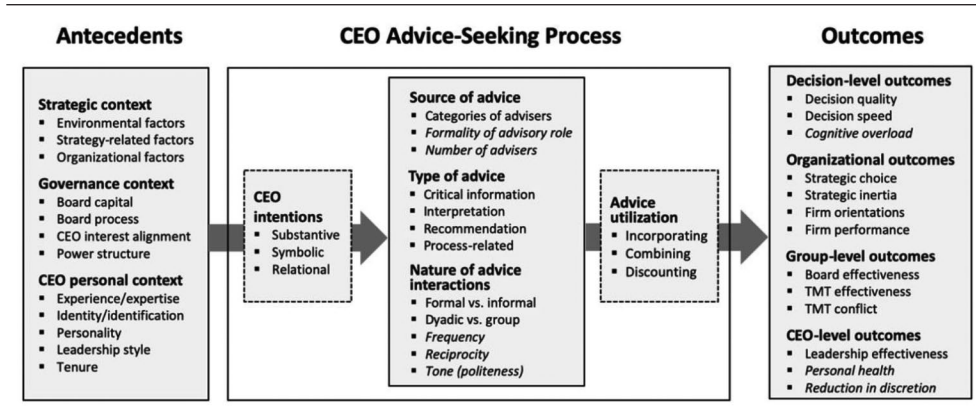 Antecedents
CEO Advice-Seeking Process
Outcomes
Strategic context
▪ Environmental factors
▪ Strategy-related factors
▪ Organizational factors
Governance context
▪ Board capital
▪ Board process
▪ CEO interest alignment
▪ Power structure
CEO personal context
▪ Experience/expertise
▪ Identity/identification
▪ Personality
▪ Leadership style
▪ Tenure
CEO
intentions
▪ Substantive
▪ Symbolic
▪ Relational
Source of advice
▪ Categories of advisers
▪ Formality of advisory role
▪ Number of advisers
Type of advice
▪ Critical information
▪ Interpretation
▪ Recommendation
▪ Process-related
Nature of advice
interactions
▪ Formal vs. informal
▪ Dyadic vs. group
▪ Frequency
▪ Reciprocity
▪ Tone (politeness)
Advice
utilization
▪ Incorporating
▪ Combining
▪ Discounting
Decision-level outcomes
▪ Decision quality
▪ Decision speed
▪ Cognitive overload
Organizational outcomes
▪ Strategic choice
▪ Strategic inertia
▪ Firm orientations
▪ Firm performance
Group-level outcomes
▪ Board effectiveness
▪ TMT effectiveness
▪ TMT conflict
CEO-level outcomes
▪ Leadership effectiveness
▪ Personal health
▪ Reduction in discretion